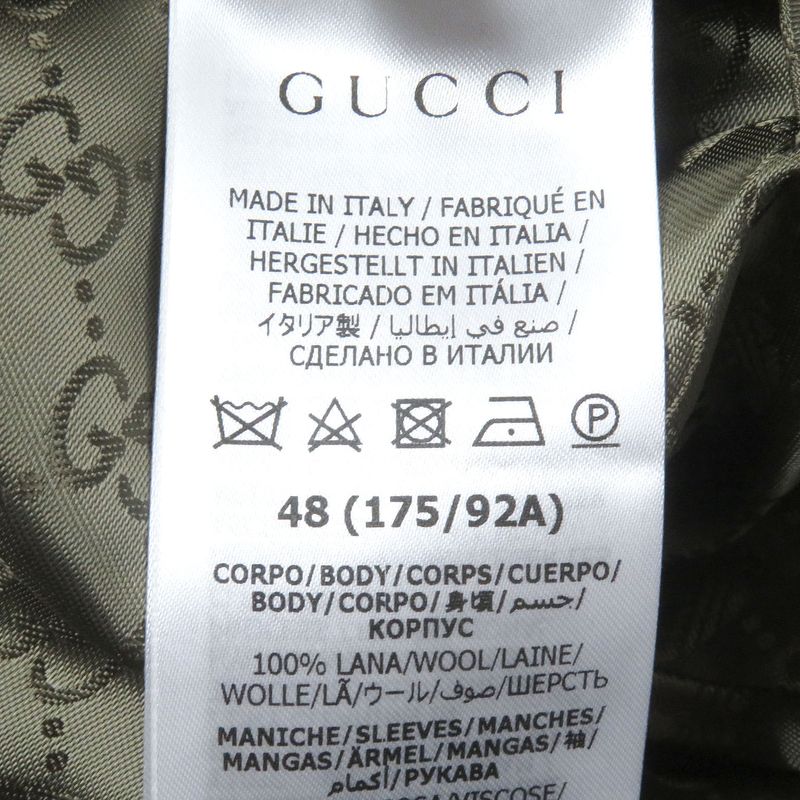 GUCCI
MADE IN ITALY / FABRIQUÉ EN
ITALIE / HECHO EN ITALIA /
HERGESTELLT IN ITALIEN /
FABRICADO EM ITÁLIA /
イタリア製 / صنع في إيطاليا /
СДЕЛАНО В ИТАЛИИ
P
48 (175/92A)
CORPO/BODY/CORPS/CUERPO/
BODY/CORPO/身頃/جسم/
КОРПУС
100% LANA/WOOL/LAINE/
WOLLE/LÃ/ウール/صوف/ШЕРСТЬ
MANICHE/SLEEVES/MANCHES/
MANGAS/ÄRMEL/MANGAS/袖/
أكمام/РУКАВА
VISCOSE/